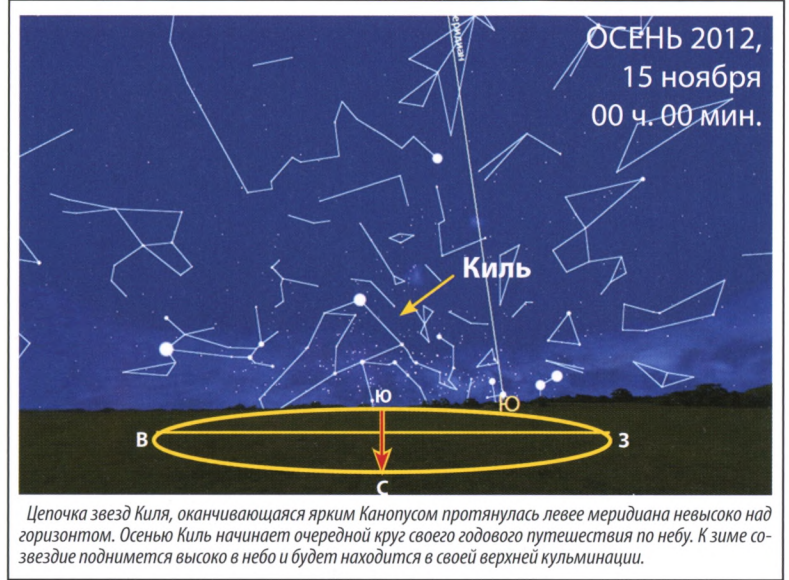 ОСЕНЬ 2012,
15 ноября
00 ч. 00 мин.
меридиан
Киль
Ю
Ю
В
З
С
Цепочка звезд Киля, оканчивающаяся ярким Канопусом протянулась левее меридиана невысоко над
горизонтом. Осенью Киль начинает очередной круг своего годового путешествия по небу. К зиме со-
звездие поднимется высоко в небо и будет находится в своей верхней кульминации.